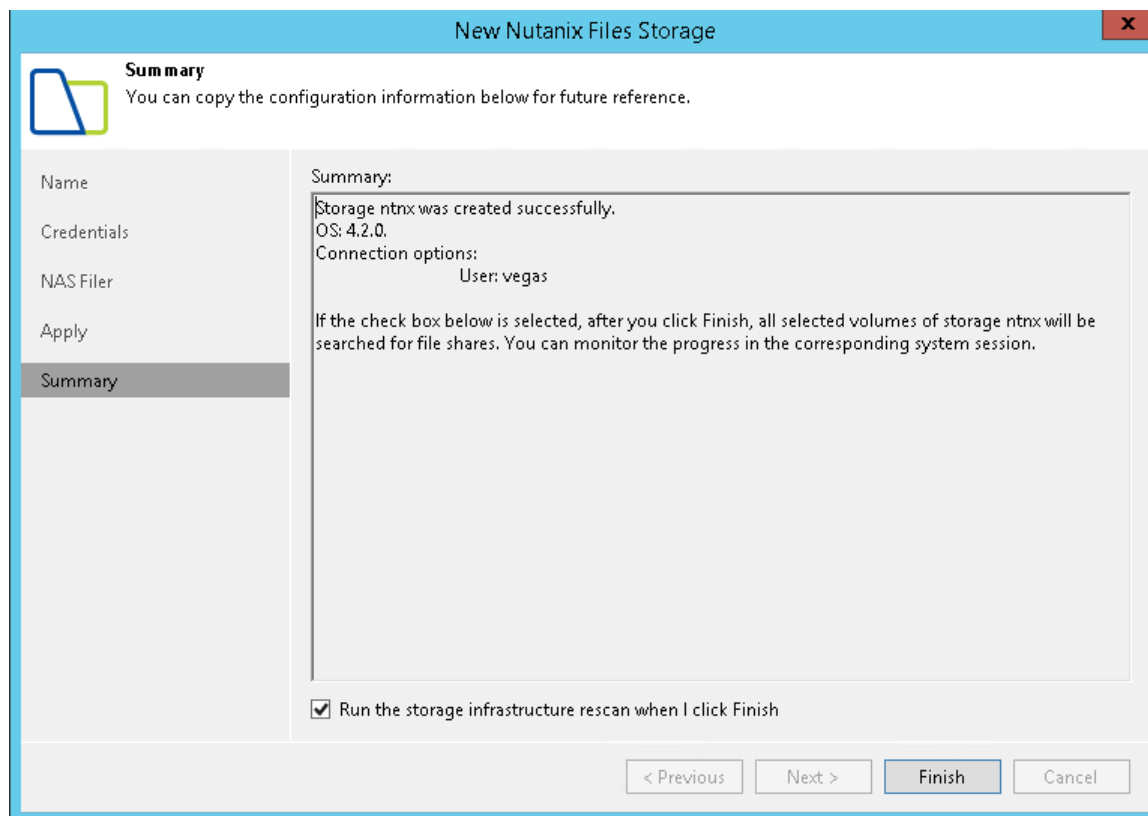 New Nutanix Files Storage
X
Summary
You can copy the configuration information below for future reference.
Name
Credentials
NAS Filer
Apply
Summary
Summary:
Storage ntnx was created successfully.
OS: 4.2.0.
Connection options:
User: vegas
If the check box below is selected, after you click Finish, all selected volumes of storage ntnx will be
searched for file shares. You can monitor the progress in the corresponding system session.
Run the storage infrastructure rescan when I click Finish
< Previous
Next >
Finish
Cancel